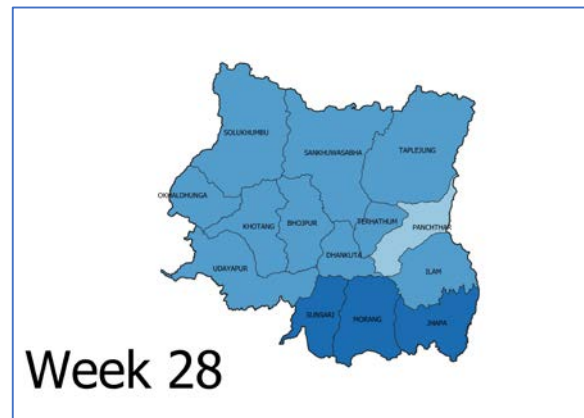 SOLUKHUMBU
SANKHUWASABHA
TAPLEJUNG
OKHALDHUNGA
KHOTANG
BHOJPUR
TERHATHUM
PANCHTHAR
DHANKUTA
UDAYAPUR
ILAM
SUNSARI
MORANG
JHAPA
Week 28